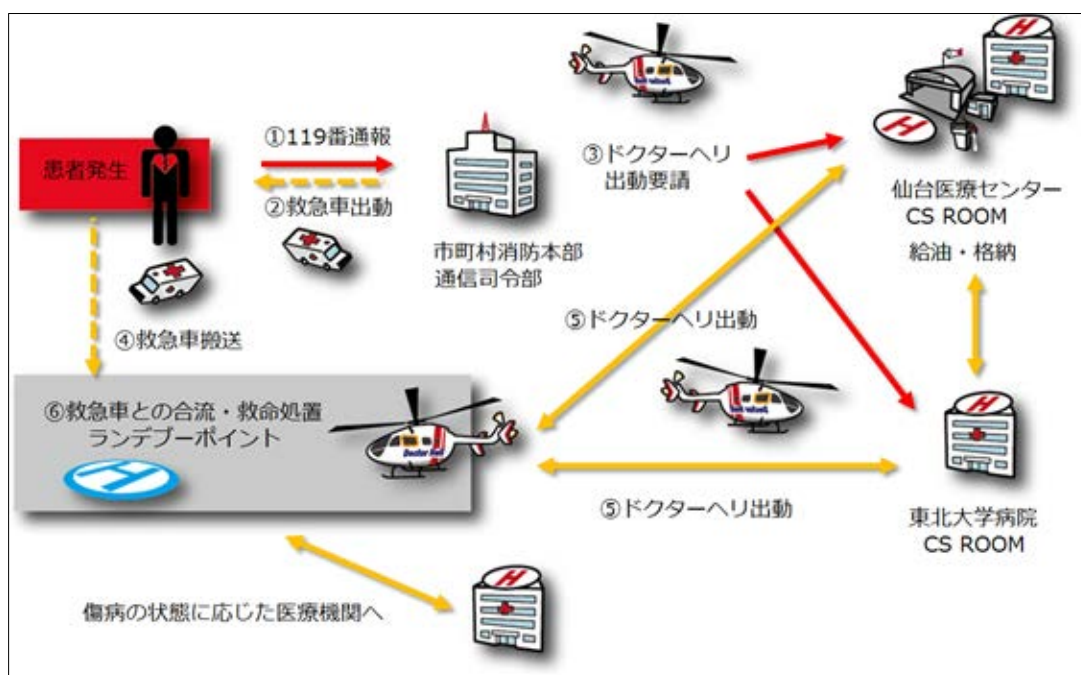 患者発生
①119番通報
②救急車出動
市町村消防本部
通信司令部
③ドクターヘリ
出動要請
仙台医療センター
CS ROOM
給油・格納
④救急車搬送
⑤ドクターヘリ出動
⑥救急車との合流・救命処置
ランデブーポイント
⑤ドクターヘリ出動
東北大学病院
CS ROOM
傷病の状態に応じた医療機関へ
H
H
H
H
H
Doctor Heli